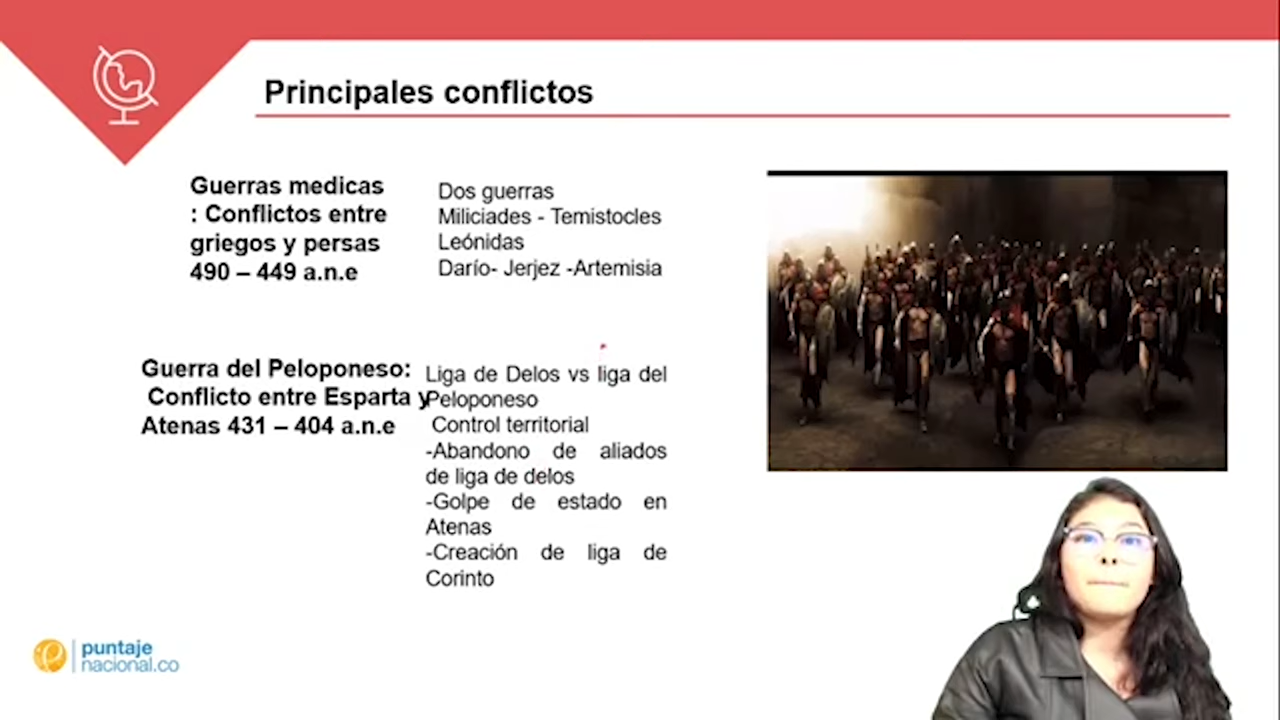 Principales conflictos
Guerras medicas
: Conflictos entre
griegos y persas
490 – 449 a.n.e
Dos guerras
Miliciades - Temistocles
Leónidas
Darío- Jerjez -Artemisia
Guerra del Peloponeso:
Conflicto entre Esparta y
Atenas 431 – 404 a.n.e
Liga de Delos vs liga del
Peloponeso
Control territorial
-Abandono de aliados
de liga de delos
-Golpe de estado en
Atenas
-Creación de liga de
Corinto
puntaje
nacional.co